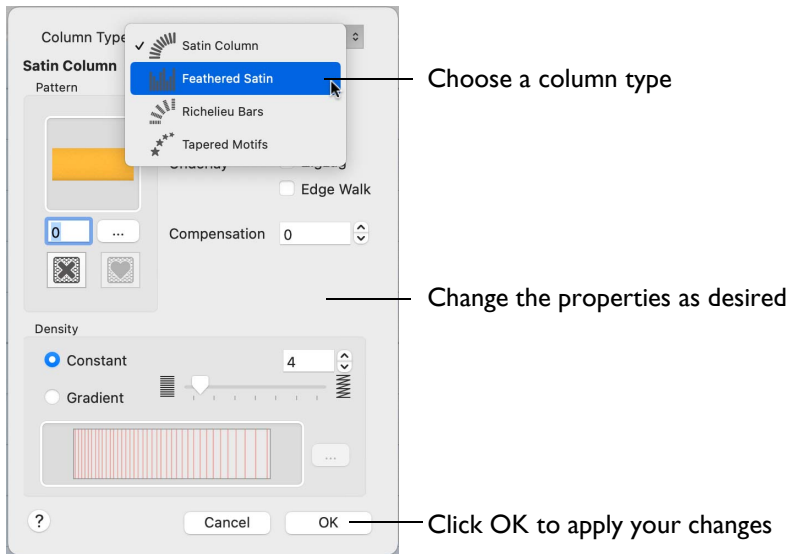 Column Type
✓ Satin Column
Feathered Satin
Richelieu Bars
Tapered Motifs
Choose a column type
Satin Column
Pattern
Edge Walk
0
...
Compensation 0
Change the properties as desired
Density
Constant 4
Gradient
...
? Cancel OK
Click OK to apply your changes